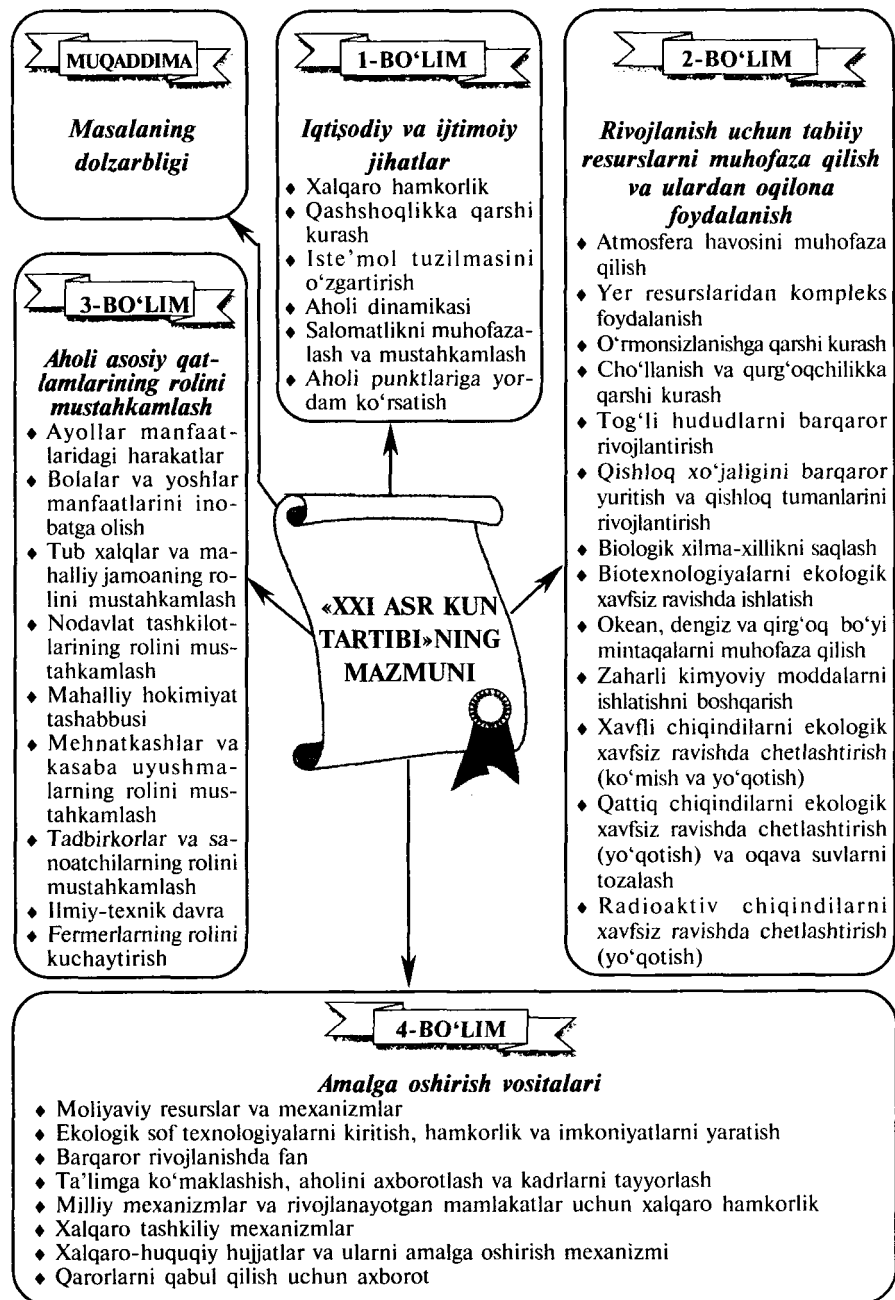 MUQADDIMA
Masalaning
dolzarbligi
1-BO‘LIM
Iqtişodiy va ijtimoiy
jihatlar
♦ Xalqaro hamkorlik
♦ Qashshoqlikka qarshi
kurash
♦ Iste’mol tuzilmasini
o‘zgartirish
♦ Aholi dinamikasi
♦ Salomatlikni muhofaza-
lash va mustahkamlash
♦ Aholi punktlariga yor-
dam ko‘rsatish
2-BO‘LIM
Rivojlanish uchun tabiiy
resurslarni muhofaza qilish
va ulardan oqilona
foydalanish
♦ Atmosfera havosini muhofaza
qilish
♦ Yer resurslaridan kompleks
foydalanish
♦ O‘rmonsizlanishga qarshi kurash
♦ Cho‘llanish va qurg‘oqchilikka
qarshi kurash
♦ Tog‘li hududlarni barqaror
rivojlantirish
♦ Qishloq xo‘jaligini barqaror
yuritish va qishloq tumanlarini
rivojlantirish
♦ Biologik xilma-xillikni saqlash
♦ Biotexnologiyalarni ekologik
xavfsiz ravishda ishlatish
♦ Okean, dengiz va qirg‘oq bo‘yi
mintaqalarni muhofaza qilish
♦ Zaharli kimyoviy moddalarni
ishlatishni boshqarish
♦ Xavfli chiqindilarni ekologik
xavfsiz ravishda chetlashtirish
(ko‘mish va yo‘qotish)
♦ Qattiq chiqindilarni ekologik
xavfsiz ravishda chetlashtirish
(yo‘qotish) va oqava suvlarni
tozalash
♦ Radioaktiv chiqindilarni
xavfsiz ravishda chetlashtirish
(yo‘qotish)
3-BO‘LIM
Aholi asosiy qat-
lamlarining rolini
mustahkamlash
♦ Ayollar manfaat-
laridagi harakatlar
♦ Bolalar va yoshlar
manfaatlarini ino-
batga olish
♦ Tub xalqlar va ma-
halliy jamoaning ro-
lini mustahkamlash
♦ Nodavlat tashkilot-
larining rolini mus-
tahkamlash
♦ Mahalliy hokimiyat
tashabbusi
♦ Mehnatkashlar va
kasaba uyushma-
larning rolini mus-
tahkamlash
♦ Tadbirkorlar va sa-
noatchilarning rolini
mustahkamlash
♦ Ilmiy-texnik davra
♦ Fermerlarning rolini
kuchaytirish
«XXI ASR KUN
TARTIBI»NING
MAZMUNI
4-BO‘LIM
Amalga oshirish vositalari
♦ Moliyaviy resurslar va mexanizmlar
♦ Ekologik sof texnologiyalarni kiritish, hamkorlik va imkoniyatlarni yaratish
♦ Barqaror rivojlanishda fan
♦ Ta’limga ko‘maklashish, aholini axborotlash va kadrlarni tayyorlash
♦ Milliy mexanizmlar va rivojlanayotgan mamlakatlar uchun xalqaro hamkorlik
♦ Xalqaro tashkiliy mexanizmlar
♦ Xalqaro-huquqiy hujjatlar va ularni amalga oshirish mexanizmi
♦ Qarorlarni qabul qilish uchun axborot